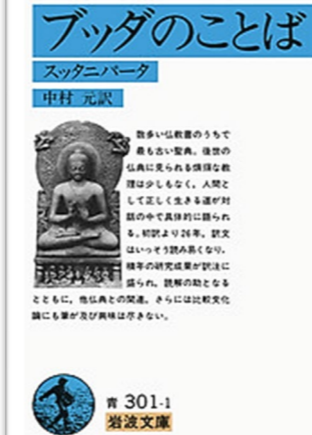 ブッダのことば
スッタニパータ
中村 元訳
数多い仏教書のうちで
最も古い聖典。後世の
仏典に見られる煩瑣な教
理は少しもなく，人間と
して正しく生きる道が対
話の中で具体的に語られ
る。初訳より26年，訳文
はいっそう読み易くなり，
積年の研究成果が訳注に
盛られ，読解の助となる
とともに，他仏典との関連，さらには比較文化
論にも筆が及び興味は尽きない。
青 301-1
岩波文庫